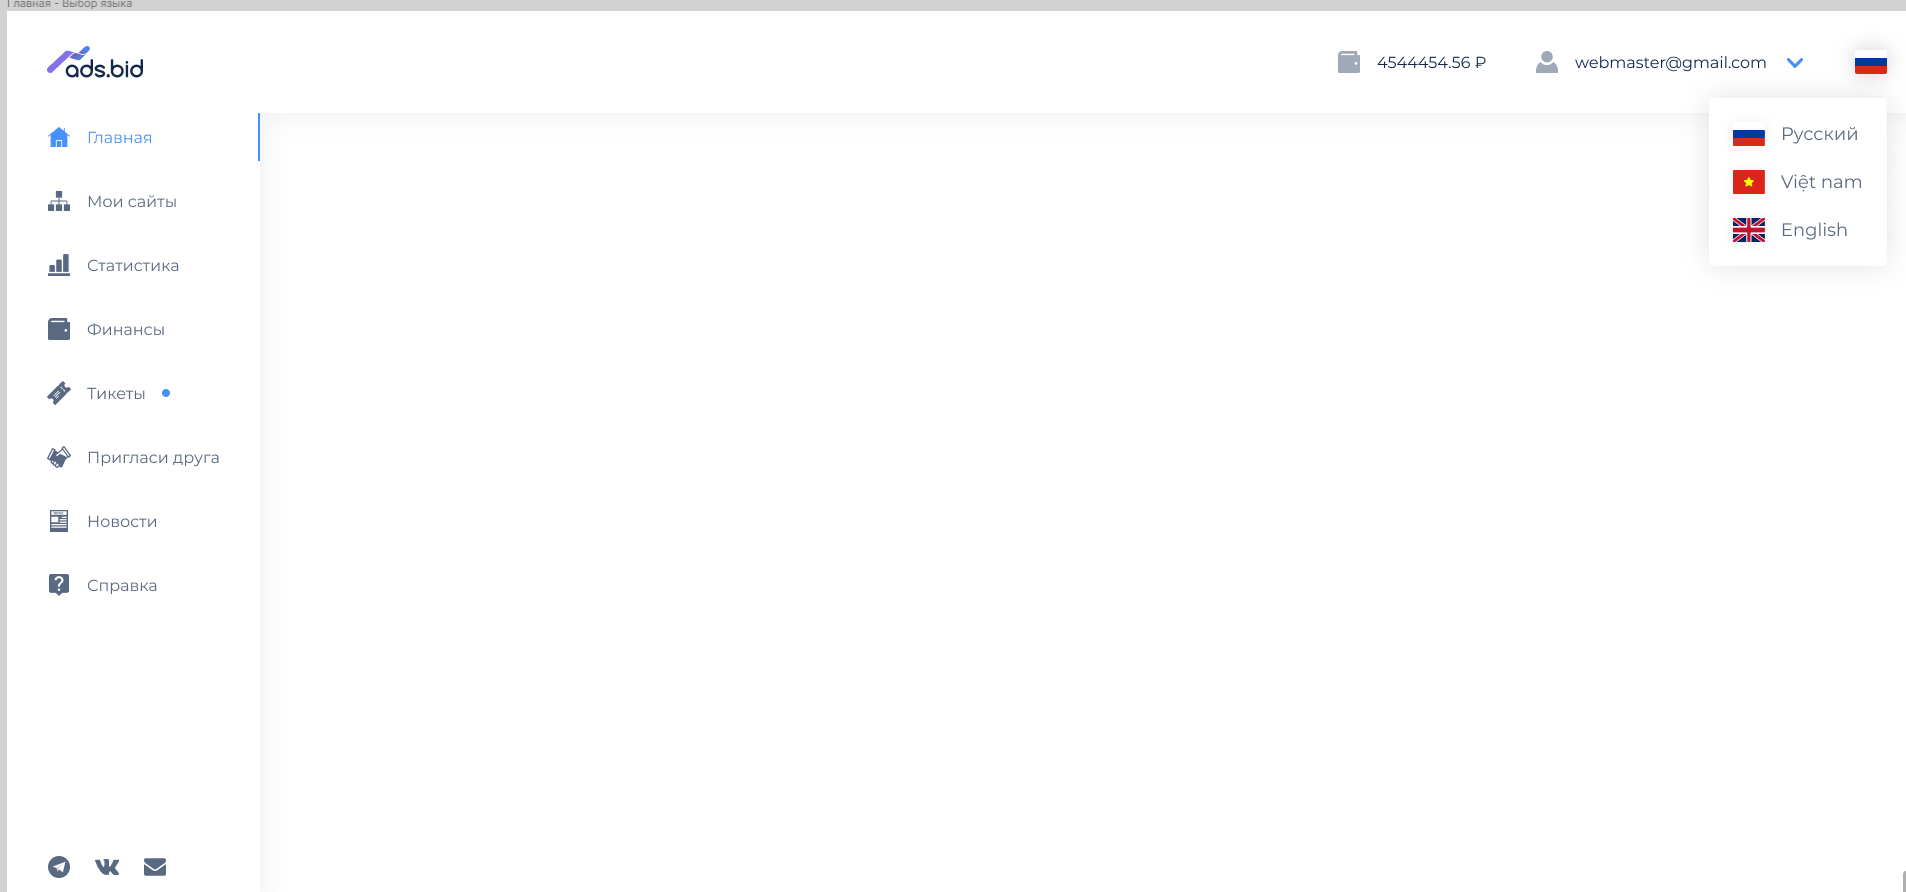 Главная - Выбор языка
ads.bid
4544454.56 ₽
webmaster@gmail.com
Русский
Việt nam
English
Главная
Мои сайты
Статистика
Финансы
Тикеты
Пригласи друга
Новости
Справка